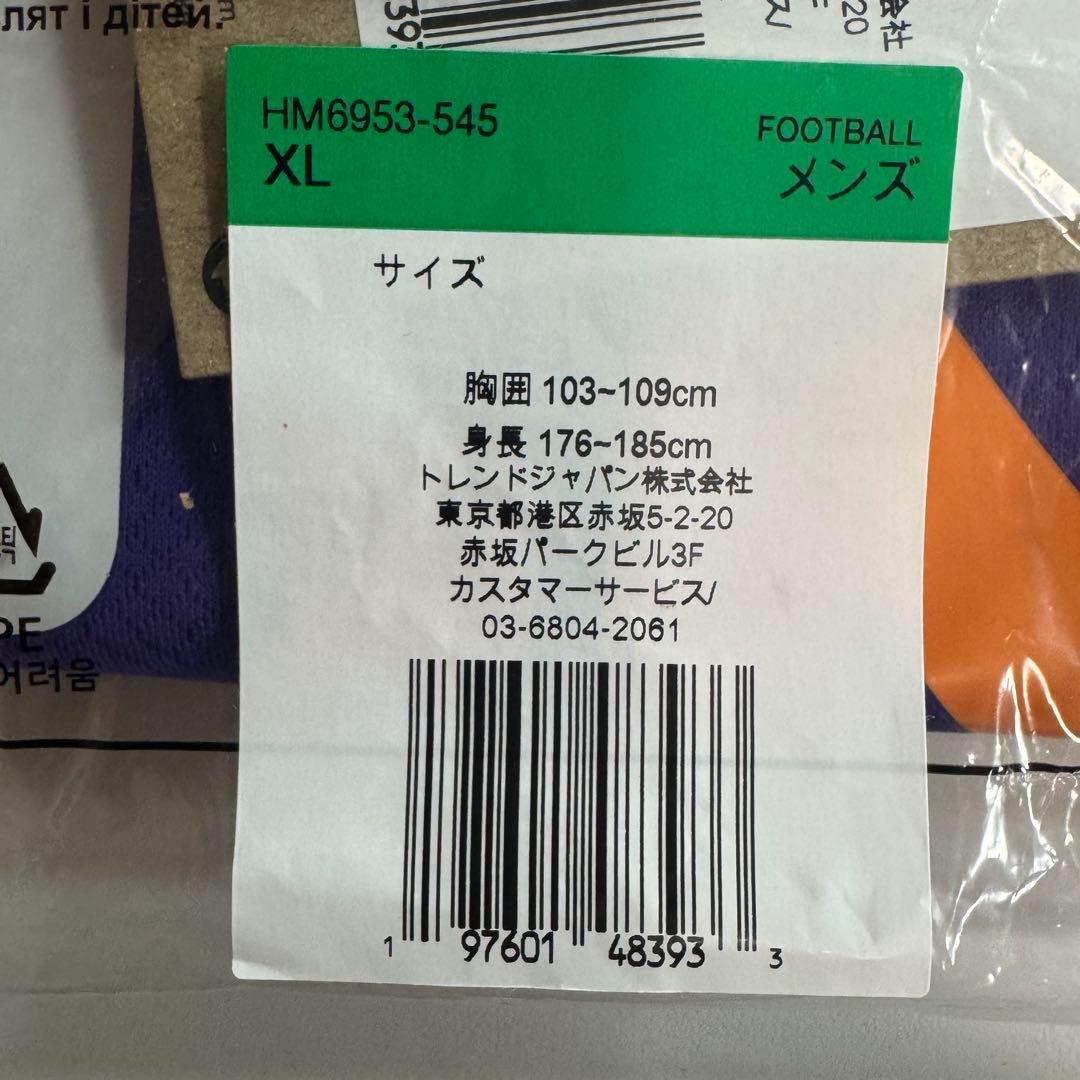 лят і дітей.
会社
20
HM6953-545
XL
FOOTBALL
メンズ
サイズ
胸囲 103~109cm
身長 176~185cm
トレンドジャパン株式会社
東京都港区赤坂5-2-20
赤坂パークビル3F
カスタマーサービス/
03-6804-2061
1 97601 48393 3
PE
어려움